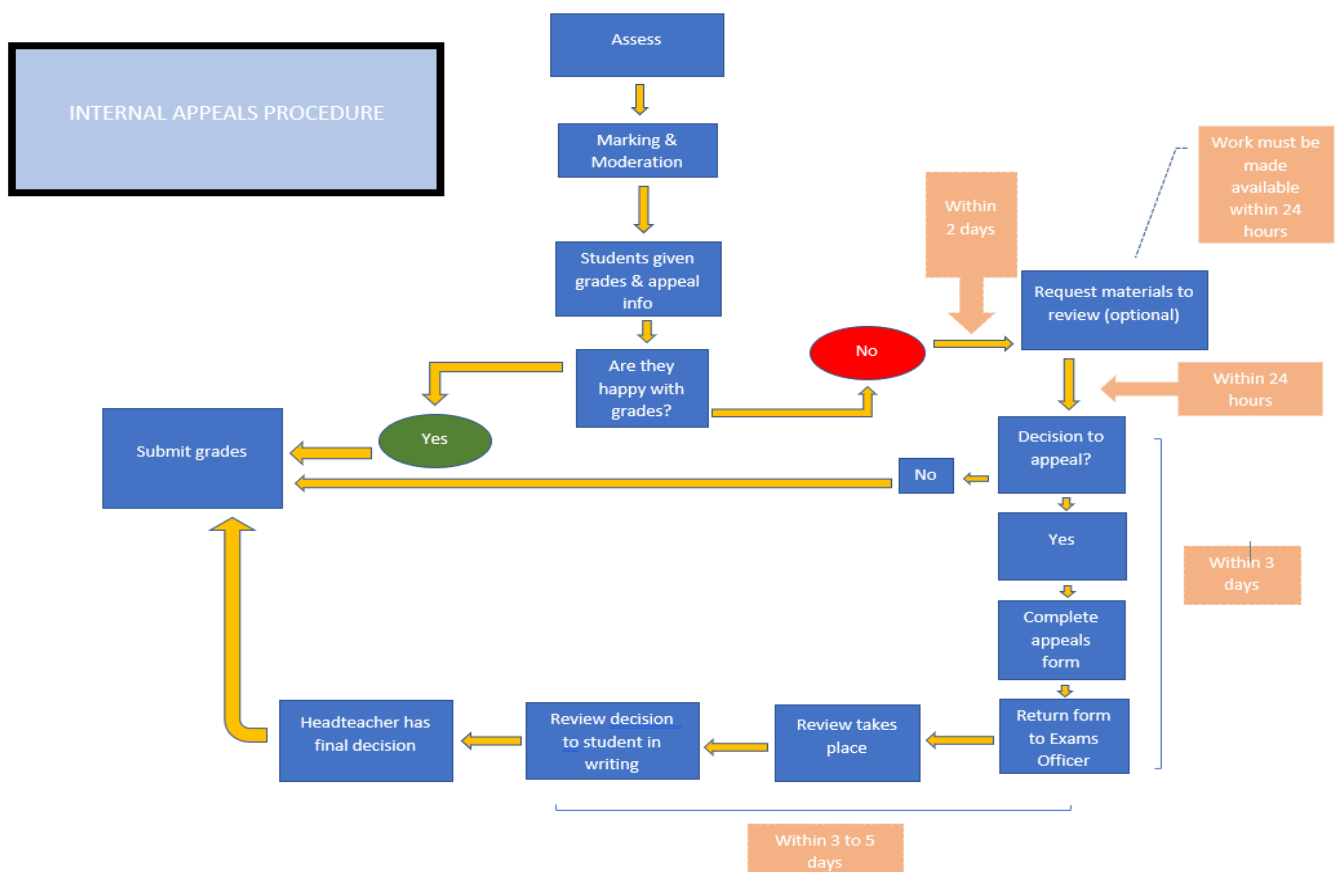 INTERNAL APPEALS PROCEDURE
Assess
Marking &
Moderation
Students given
grades & appeal
info
Are they
happy with
grades?
Yes
Submit grades
No
Within
2 days
Request materials to
review (optional)
Work must be
made
available
within 24
hours
Within 24
hours
Decision to
appeal?
No
Yes
Complete
appeals
form
Return form
to Exams
Officer
Within 3
days
Review takes
place
Review decision
to student in
writing
Headteacher has
final decision
Within 3 to 5
days